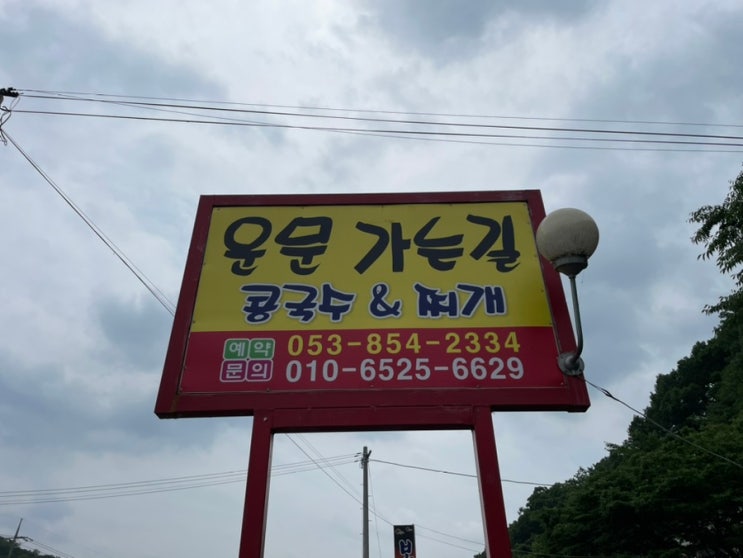 운문 가는길
콩국수 & 찌개
예약 053-854-2334
문의 010-6525-6629